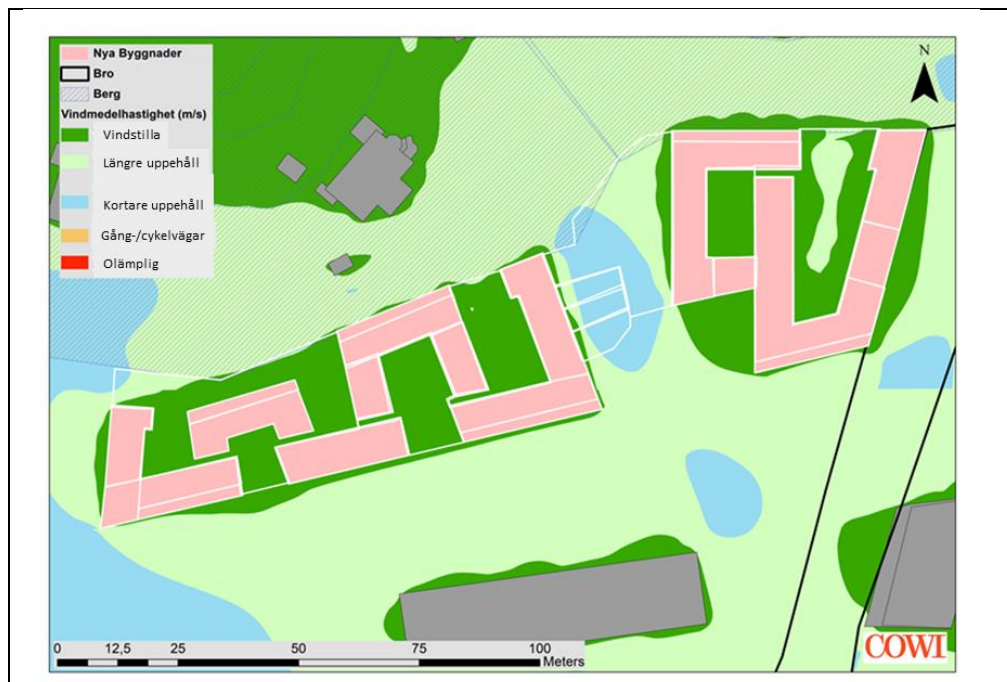 Nya Byggnader
Bro
Berg
Vindmedelhastighet (m/s)
Vindstilla
Längre uppehåll
Kortare uppehåll
Gång-/cykelvägar
Olämplig
N
0 12,5 25 50 75 100
Meters
COWI